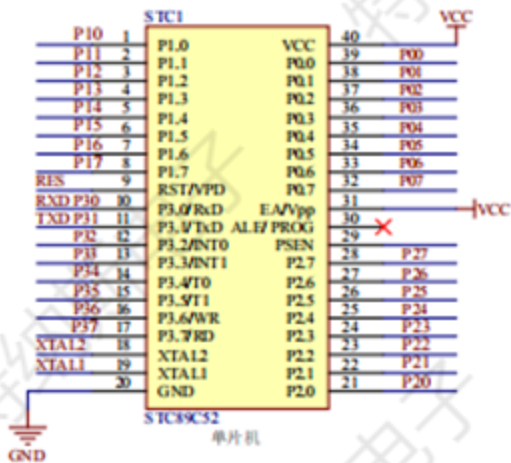 STC1
VCC
P10 1 P1.0 VCC 40
P11 2 P1.1 P0.0 39 P00
P12 3 P1.2 P0.1 38 P01
P13 4 P1.3 P0.2 37 P02
P14 5 P1.4 P0.3 36 P03
P15 6 P1.5 P0.4 35 P04
P16 7 P1.6 P0.5 34 P05
P17 8 P1.7 P0.6 33 P06
RES 9 RST/VPD P0.7 32 P07
RXD P30 10 P3.0/RxD EA/Vpp 31 VCC
TXD P31 11 P3.1/TxD ALE/PROG 30
P32 12 P3.2/INT0 PSEN 29
P33 13 P3.3/INT1 P2.7 28 P27
P34 14 P3.4/T0 P2.6 27 P26
P35 15 P3.5/T1 P2.5 26 P25
P36 16 P3.6/WR P2.4 25 P24
P37 17 P3.7/RD P2.3 24 P23
XTAL2 18 XTAL2 P2.2 23 P22
XTAL1 19 XTAL1 P2.1 22 P21
20 GND P2.0 21 P20
STC89C52
单片机
GND